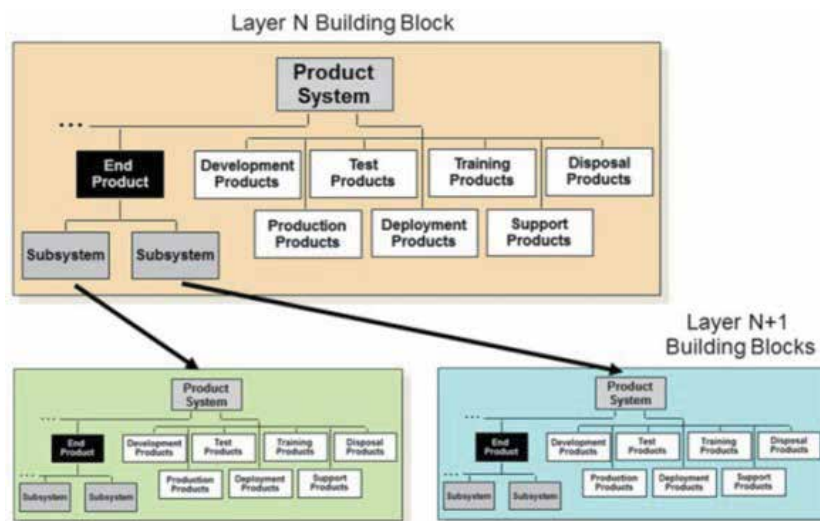 Layer N Building Block
Product
System
...
End
Product
Development
Products
Test
Products
Training
Products
Disposal
Products
Production
Products
Deployment
Products
Support
Products
Subsystem
Subsystem
Layer N+1
Building Blocks
Product
System
...
End
Product
Development
Products
Test
Products
Training
Products
Disposal
Products
Production
Products
Deployment
Products
Support
Products
...
Subsystem
Subsystem
Product
System
...
End
Product
Development
Products
Test
Products
Training
Products
Disposal
Products
Production
Products
Deployment
Products
Support
Products
...
Subsystem
Subsystem